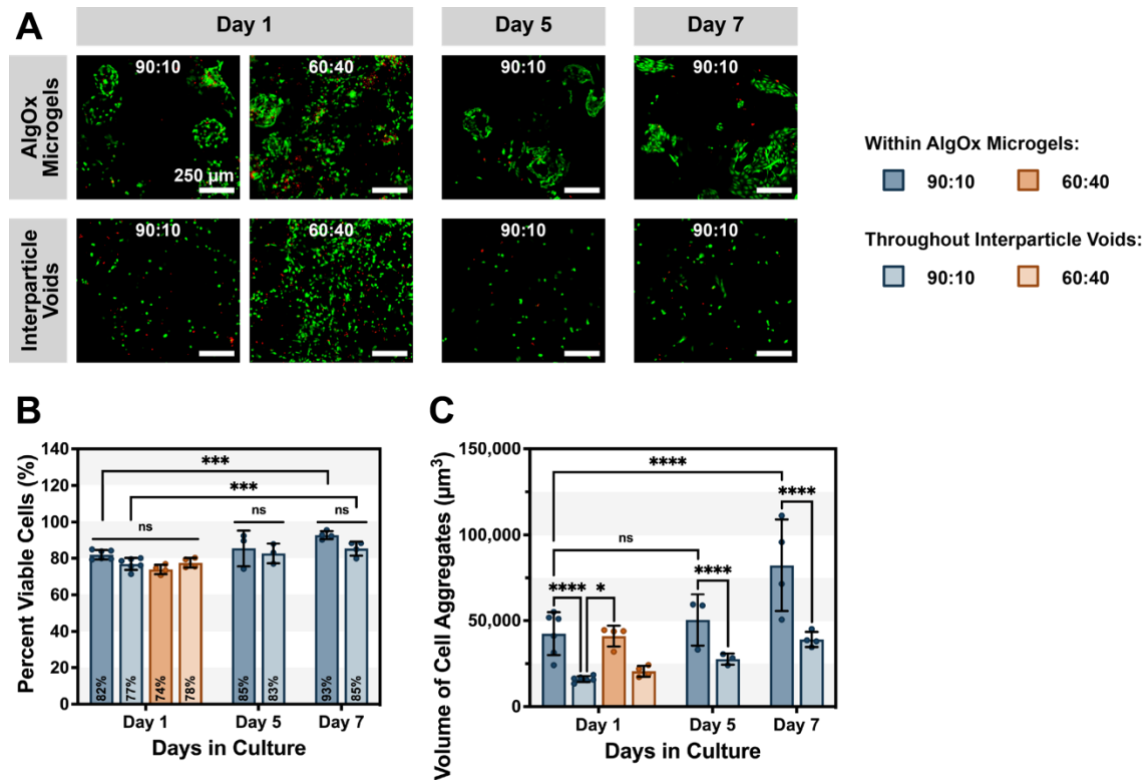 A
Day 1
Day 5
Day 7
AlgOx
Microgels
90:10
60:40
90:10
90:10
250 µm
Interparticle
Voids
90:10
60:40
90:10
90:10
Within AlgOx Microgels:
90:10
60:40
Throughout Interparticle Voids:
90:10
60:40
B
Percent Viable Cells (%)
140
120
100
80
60
40
20
0
***
***
ns
ns
ns
82%
77%
74%
78%
85%
83%
93%
85%
Day 1
Day 5
Day 7
Days in Culture
C
Volume of Cell Aggregates (µm³)
150,000
100,000
50,000
0
****
****
ns
****
****
*
Day 1
Day 5
Day 7
Days in Culture